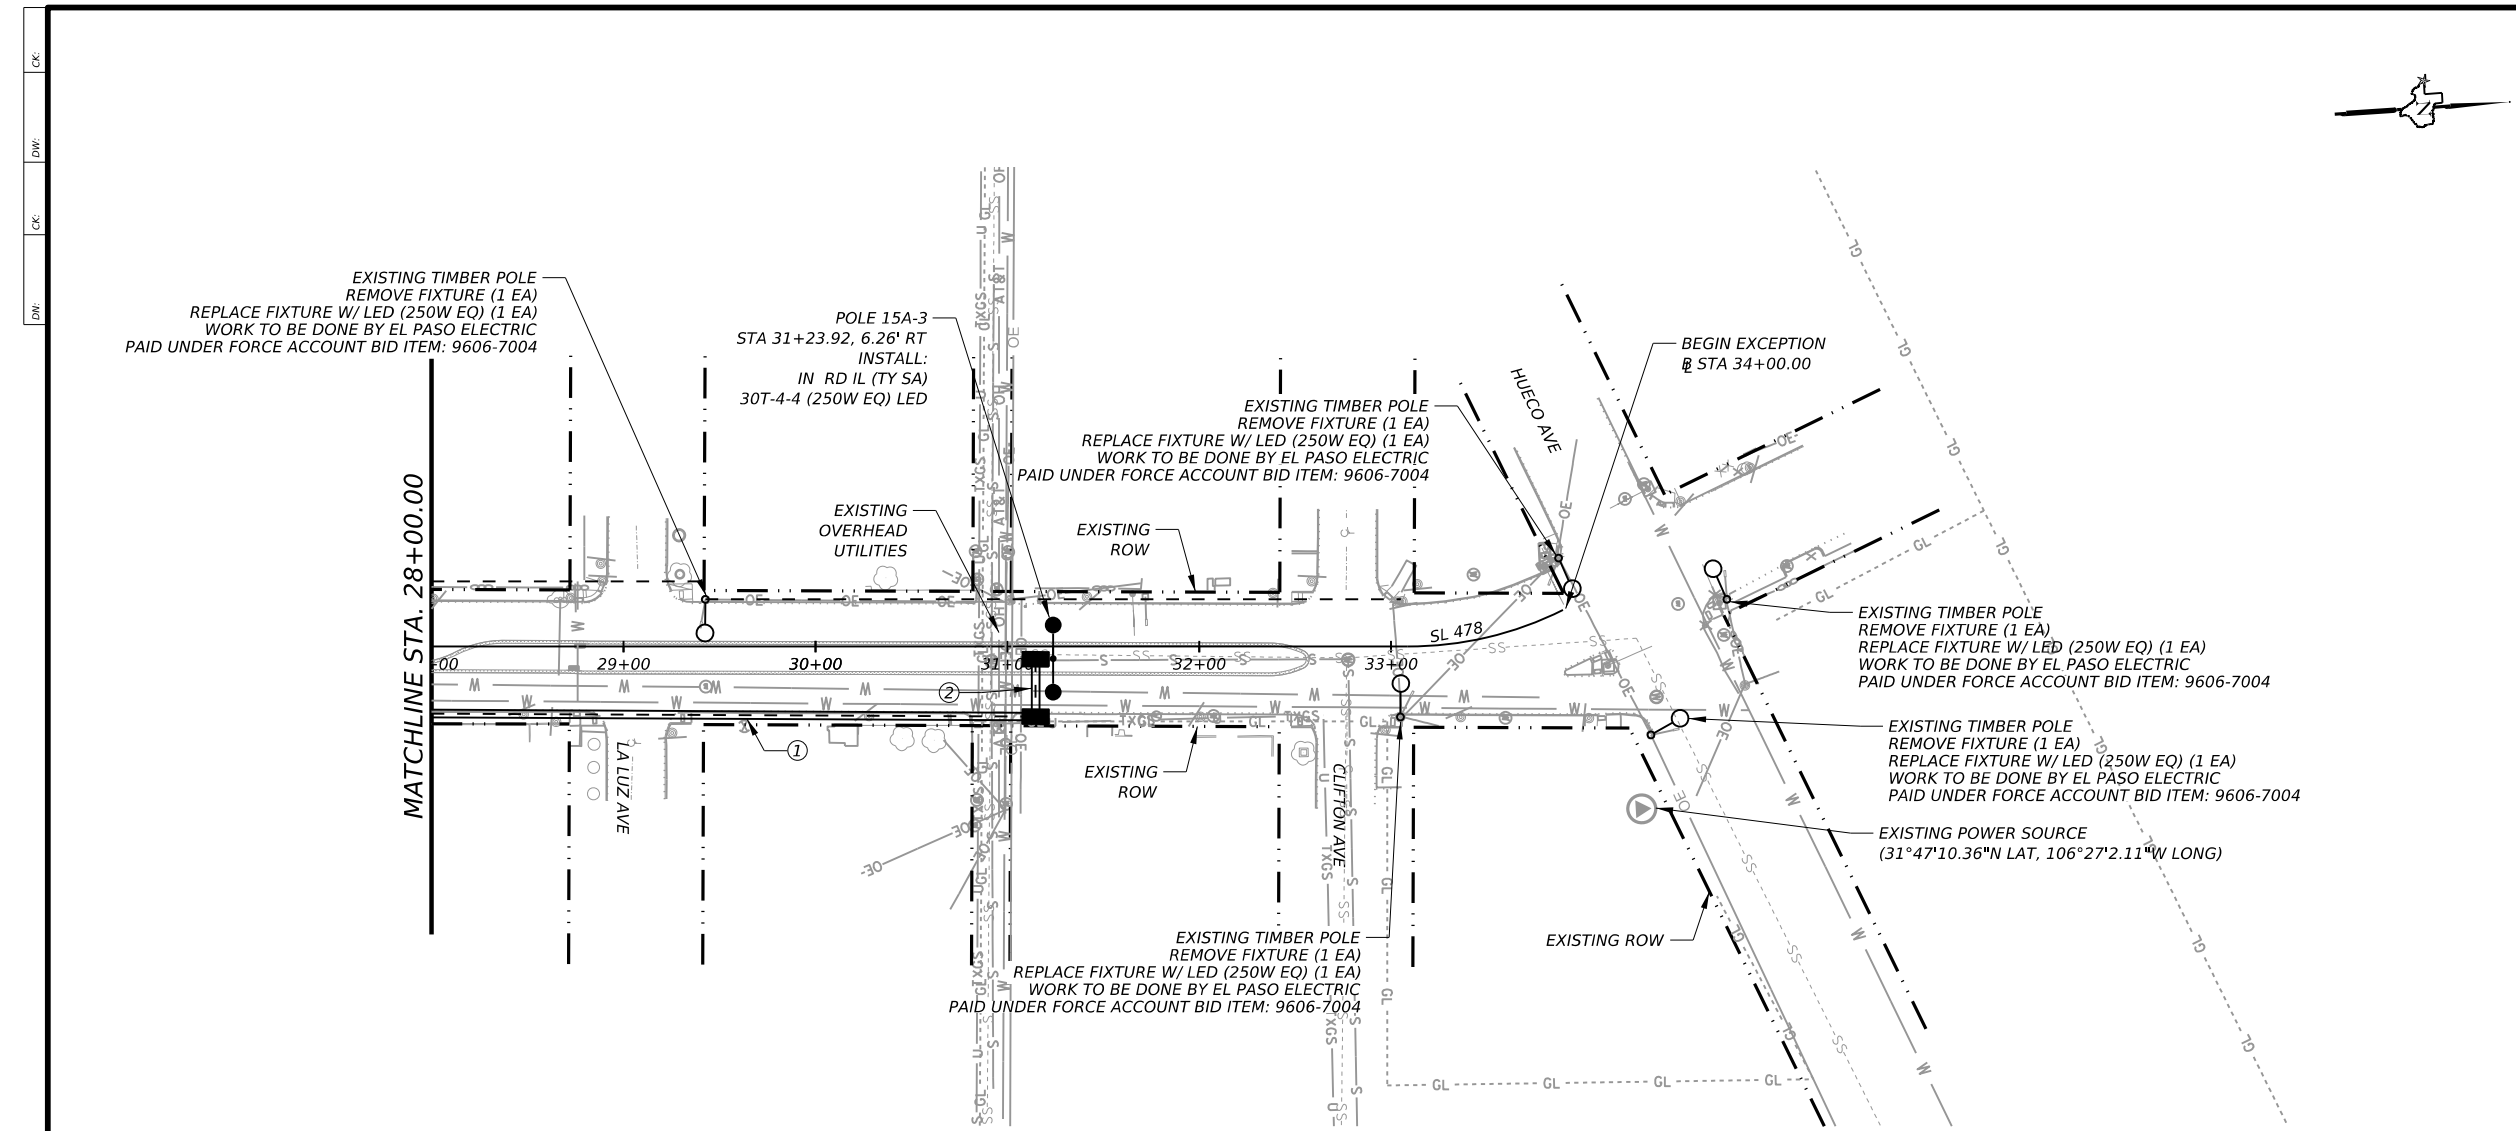 CK:
DW:
CK:
DN:
EXISTING TIMBER POLE
REMOVE FIXTURE (1 EA)
REPLACE FIXTURE W/ LED (250W EQ) (1 EA)
WORK TO BE DONE BY EL PASO ELECTRIC
PAID UNDER FORCE ACCOUNT BID ITEM: 9606-7004
POLE 15A-3
STA 31+23.92, 6.26' RT
INSTALL:
IN RD IL (TY SA)
30T-4-4 (250W EQ) LED
EXISTING
OVERHEAD
UTILITIES
EXISTING
ROW
EXISTING TIMBER POLE
REMOVE FIXTURE (1 EA)
REPLACE FIXTURE W/ LED (250W EQ) (1 EA)
WORK TO BE DONE BY EL PASO ELECTRIC
PAID UNDER FORCE ACCOUNT BID ITEM: 9606-7004
HUECO AVE
BEGIN EXCEPTION
STA 34+00.00
MATCHLINE STA. 28+00.00
+00
29+00
30+00
31+00
32+00
33+00
SL 478
2
1
LA LUZ AVE
EXISTING
ROW
CLIFTON AVE
EXISTING TIMBER POLE
REMOVE FIXTURE (1 EA)
REPLACE FIXTURE W/ LED (250W EQ) (1 EA)
WORK TO BE DONE BY EL PASO ELECTRIC
PAID UNDER FORCE ACCOUNT BID ITEM: 9606-7004
EXISTING TIMBER POLE
REMOVE FIXTURE (1 EA)
REPLACE FIXTURE W/ LED (250W EQ) (1 EA)
WORK TO BE DONE BY EL PASO ELECTRIC
PAID UNDER FORCE ACCOUNT BID ITEM: 9606-7004
EXISTING TIMBER POLE
REMOVE FIXTURE (1 EA)
REPLACE FIXTURE W/ LED (250W EQ) (1 EA)
WORK TO BE DONE BY EL PASO ELECTRIC
PAID UNDER FORCE ACCOUNT BID ITEM: 9606-7004
EXISTING POWER SOURCE
(31°47'10.36"N LAT, 106°27'2.11"W LONG)
EXISTING ROW
GL
GL
GL
GL